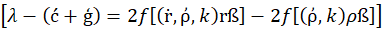 [λ − (ć + ģ) = 2f[(ṙ, ṕ, k)rß] − 2f[(ṕ, k)ρß]]